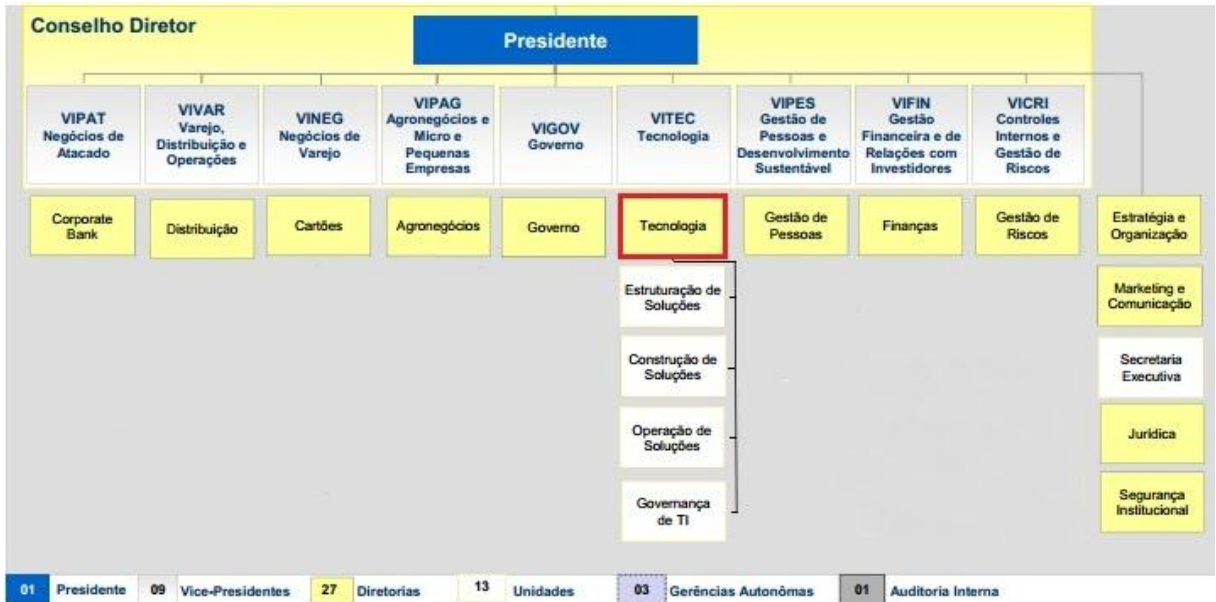 Conselho Diretor
Presidente
VIPAT
Negócios de
Atacado
VIVAR
Varejo,
Distribuição e
Operações
VINEG
Negócios de
Varejo
VIPAG
Agronegócios e
Micro e
Pequenas
Empresas
VIGOV
Governo
VITEC
Tecnologia
VIPES
Gestão de
Pessoas e
Desenvolvimento
Sustentável
VIFIN
Gestão
Financeira e de
Relações com
Investidores
VICRI
Controles
Internos e
Gestão de
Riscos
Corporate
Bank
Distribuição
Cartões
Agronegócios
Governo
Tecnologia
Gestão de
Pessoas
Finanças
Gestão de
Riscos
Estratégia e
Organização
Estruturação de
Soluções
Marketing e
Comunicação
Construção de
Soluções
Secretaria
Executiva
Operação de
Soluções
Jurídica
Governança
de TI
Segurança
Institucional
01 Presidente 09 Vice-Presidentes 27 Diretorias 13 Unidades 03 Gerências Autonômas 01 Auditoria Interna